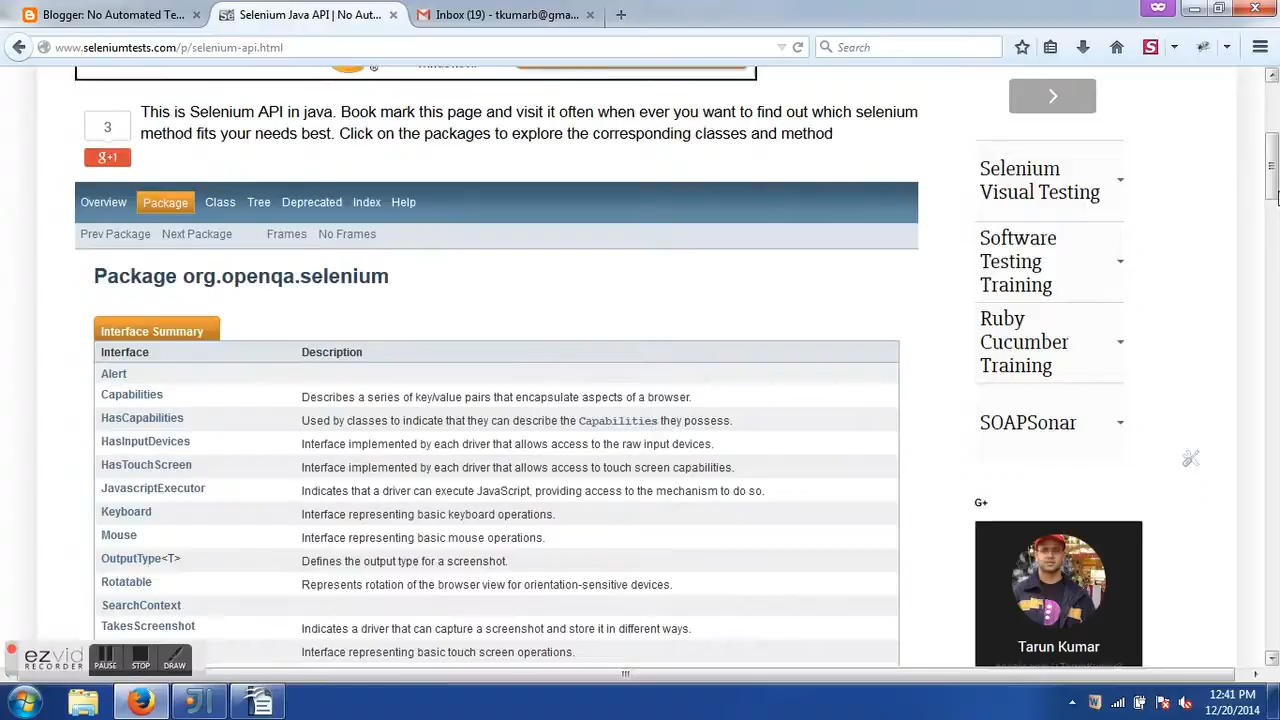 Blogger: No Automated Te...
Selenium Java API | No Aut...
Inbox (19) - tkumarb@gma...
www.seleniumtests.com/p/selenium-api.html
Search
This is Selenium API in java. Book mark this page and visit it often when ever you want to find out which selenium
method fits your needs best. Click on the packages to explore the corresponding classes and method
3
g+1
Overview Package Class Tree Deprecated Index Help
Prev Package Next Package Frames No Frames
Package org.openqa.selenium
Interface Summary
Interface Description
Alert
Capabilities Describes a series of key/value pairs that encapsulate aspects of a browser.
HasCapabilities Used by classes to indicate that they can describe the Capabilities they possess.
HasInputDevices Interface implemented by each driver that allows access to the raw input devices.
HasTouchScreen Interface implemented by each driver that allows access to touch screen capabilities.
JavascriptExecutor Indicates that a driver can execute JavaScript, providing access to the mechanism to do so.
Keyboard Interface representing basic keyboard operations.
Mouse Interface representing basic mouse operations.
OutputType<T> Defines the output type for a screenshot.
Rotatable Represents rotation of the browser view for orientation-sensitive devices.
SearchContext
TakesScreenshot Indicates a driver that can capture a screenshot and store it in different ways.
Interface representing basic touch screen operations.
Selenium
Visual Testing
Software
Testing
Training
Ruby
Cucumber
Training
SOAPSonar
G+
Tarun Kumar
ezvid
RECORDER
PAUSE STOP DRAW
12:41 PM
12/20/2014